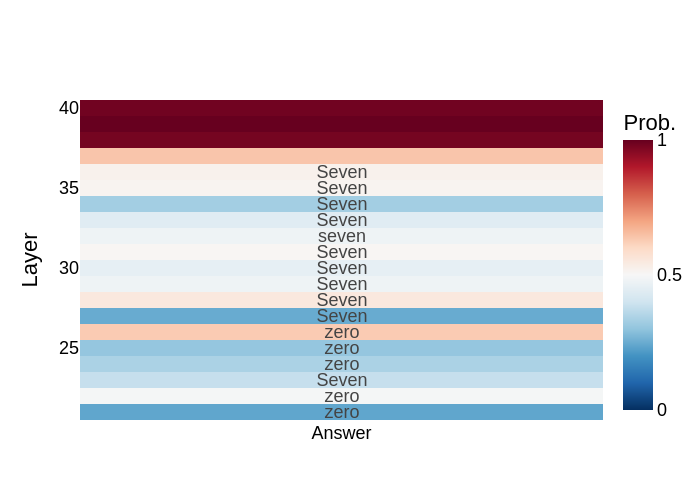 Prob.
1
0.5
0
Layer
40
35
30
25
Seven
Seven
Seven
Seven
seven
Seven
Seven
Seven
Seven
Seven
zero
zero
zero
Seven
zero
zero
Answer